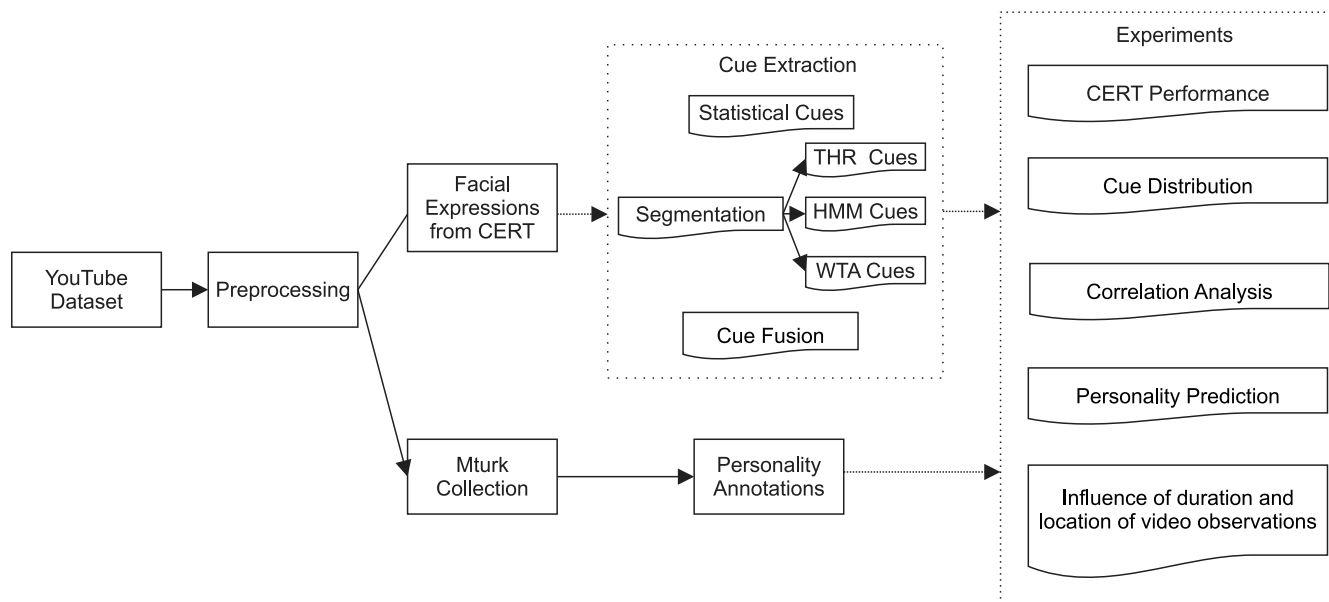 YouTube
Dataset
Preprocessing
Facial
Expressions
from CERT
Mturk
Collection
Cue Extraction
Statistical Cues
Segmentation
THR Cues
HMM Cues
WTA Cues
Cue Fusion
Personality
Annotations
Experiments
CERT Performance
Cue Distribution
Correlation Analysis
Personality Prediction
Influence of duration and
location of video observations